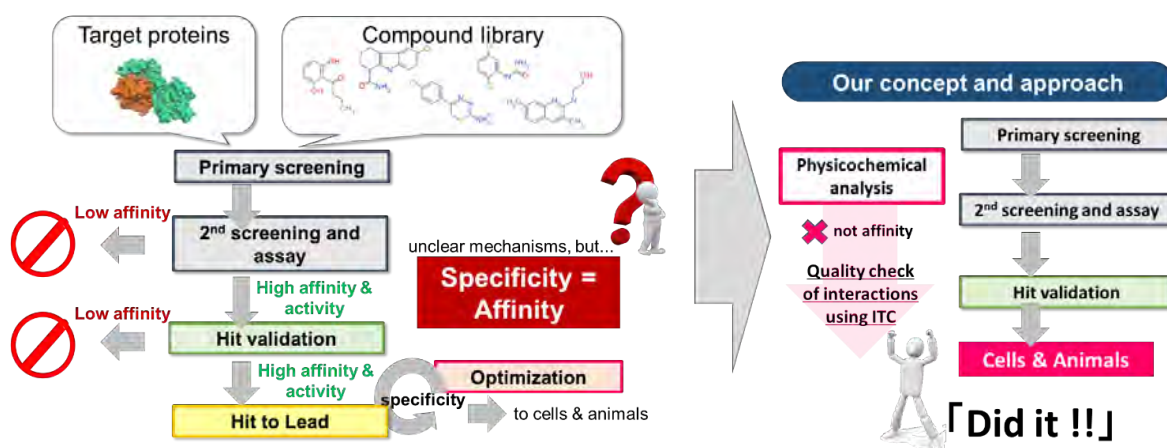 Target proteins
Compound library
Primary screening
Low affinity
2nd screening and
assay
High affinity &
activity
Low affinity
Hit validation
High affinity &
activity
Hit to Lead
specificity
Optimization
to cells & animals
unclear mechanisms, but...
Specificity =
Affinity
?
Our concept and approach
Physicochemical
analysis
not affinity
Quality check
of interactions
using ITC
Primary screening
2nd screening and assay
Hit validation
Cells & Animals
「Did it !!」